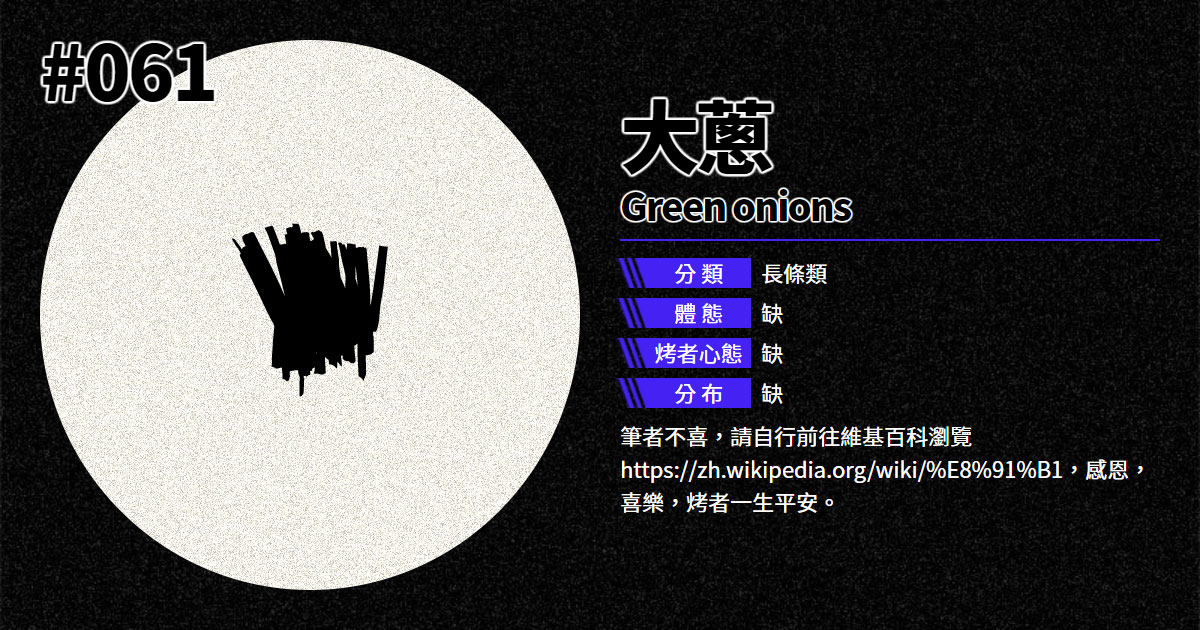 #061
大蔥
Green onions
分類 長條類
體態 缺
烤者心態 缺
分布 缺
筆者不喜，請自行前往維基百科瀏覽
https://zh.wikipedia.org/wiki/%E8%91%B1，感恩，
喜樂，烤者一生平安。